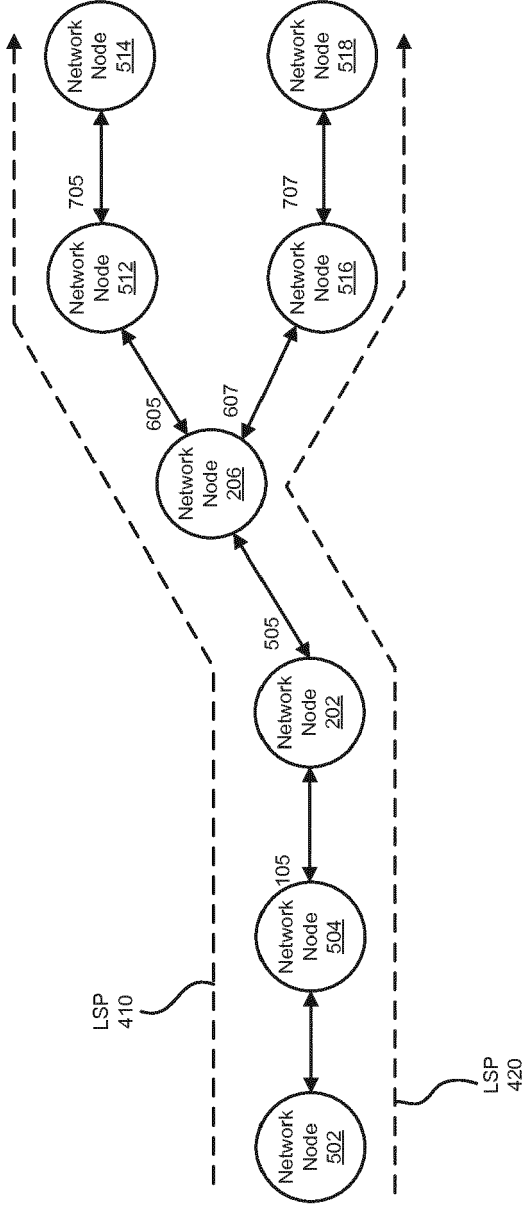 LSP
410
Network
Node
502
Network
Node
504
105
Network
Node
202
505
Network
Node
206
605
607
Network
Node
512
705
Network
Node
514
Network
Node
516
707
Network
Node
518
LSP
420